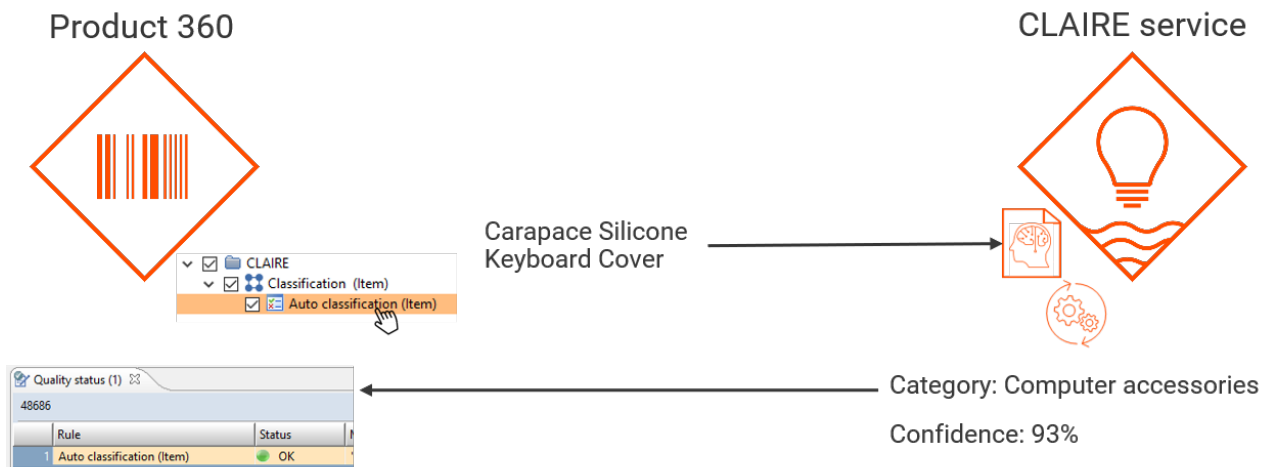 Product 360
CLAIRE service
CLAIRE
Classification (Item)
Auto classification (Item)
Carapace Silicone
Keyboard Cover
Quality status (1)
48686
Rule Status
1 Auto classification (Item) OK
Category: Computer accessories
Confidence: 93%